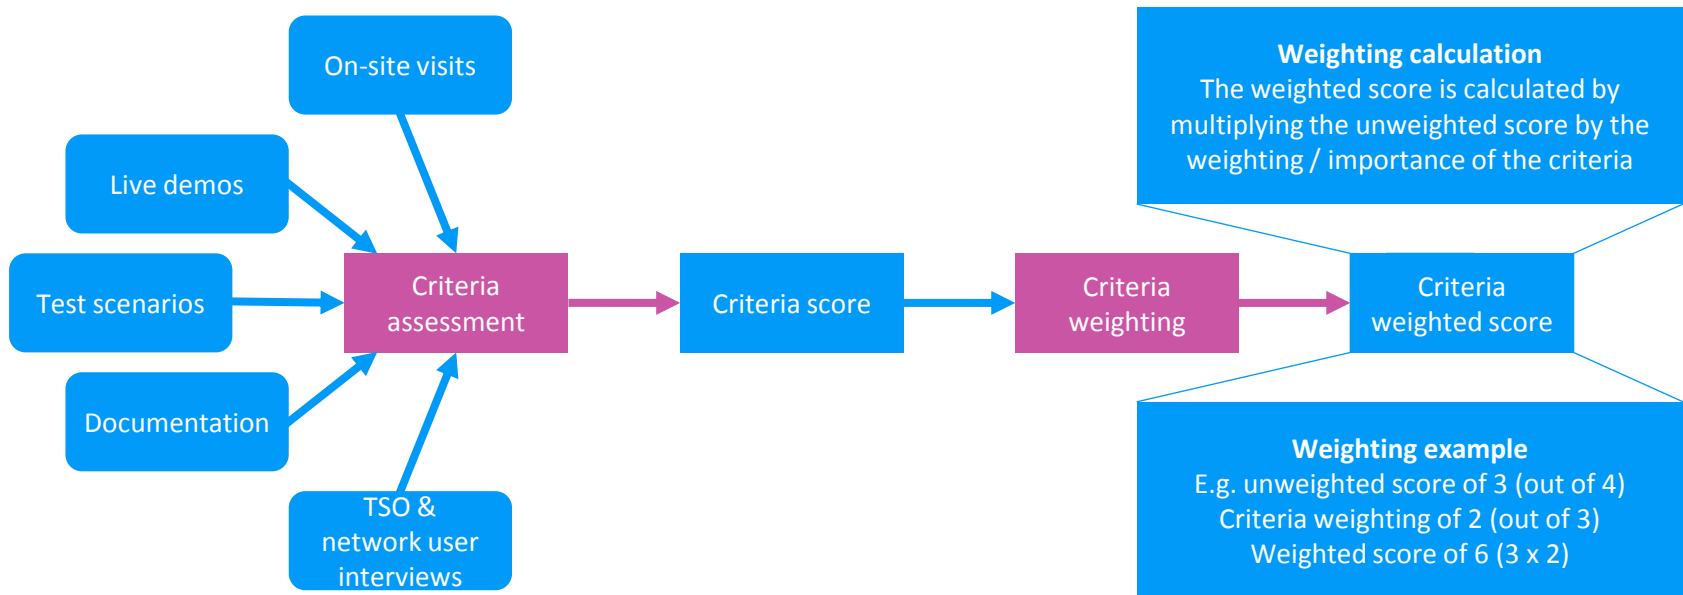 On-site visits
Live demos
Test scenarios
Documentation
TSO &
network user
interviews
Criteria
assessment
Criteria score
Criteria
weighting
Criteria
weighted score
Weighting calculation
The weighted score is calculated by
multiplying the unweighted score by the
weighting / importance of the criteria
Weighting example
E.g. unweighted score of 3 (out of 4)
Criteria weighting of 2 (out of 3)
Weighted score of 6 (3 x 2)